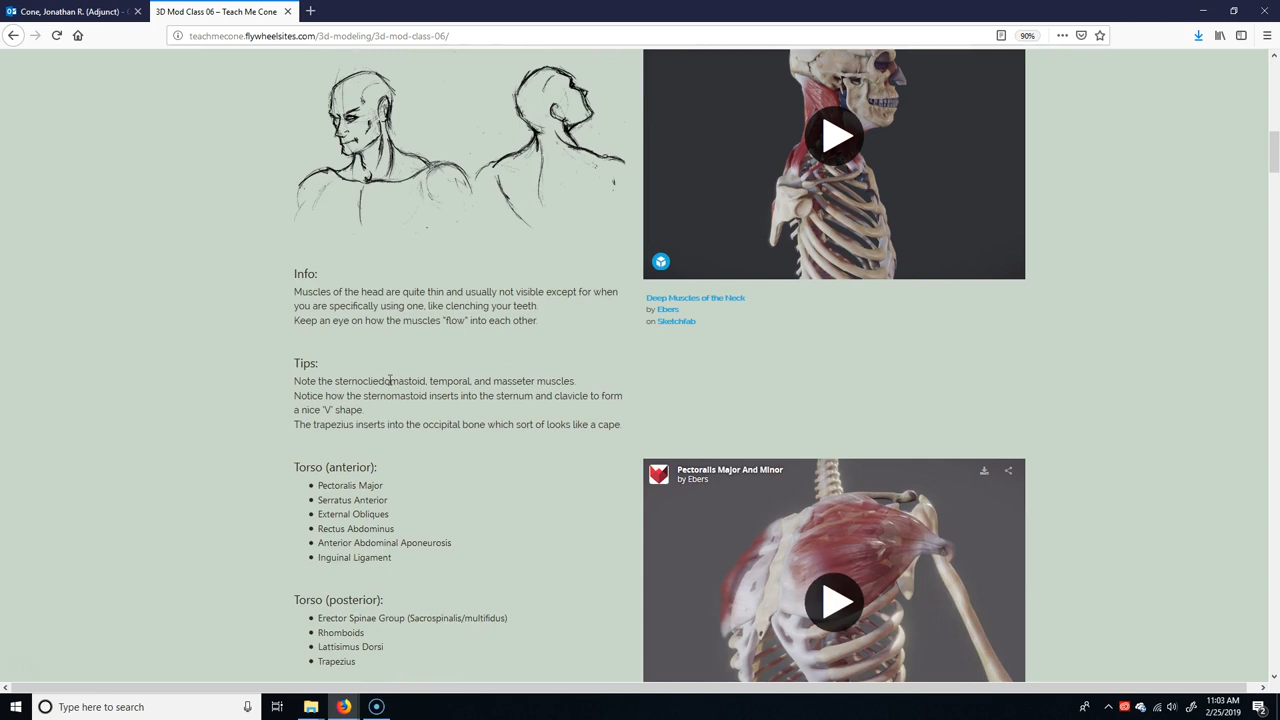 Cone, Jonathan R. (Adjunct) -
3D Mod Class 06 – Teach Me Cone
teachmecone.flywheelsites.com/3d-modeling/3d-mod-class-06/
90%
Info:
Muscles of the head are quite thin and usually not visible except for when
you are specifically using one, like clenching your teeth.
Keep an eye on how the muscles "flow" into each other.
Deep Muscles of the Neck
by Ebers
on Sketchfab
Tips:
Note the sternocliedomastoid, temporal, and masseter muscles.
Notice how the sternomastoid inserts into the sternum and clavicle to form
a nice 'V' shape.
The trapezius inserts into the occipital bone which sort of looks like a cape.
Torso (anterior):
Pectoralis Major
Serratus Anterior
External Obliques
Rectus Abdominus
Anterior Abdominal Aponeurosis
Inguinal Ligament
Pectoralis Major And Minor
by Ebers
Torso (posterior):
Erector Spinae Group (Sacrospinalis/multifidus)
Rhomboids
Lattisimus Dorsi
Trapezius
Type here to search
11:03 AM
2/25/2019
2